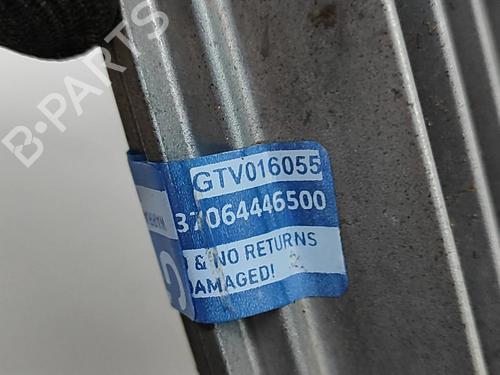 B-PARTS
GTV016055
37064446500
& NO RETURNS
DAMAGED!